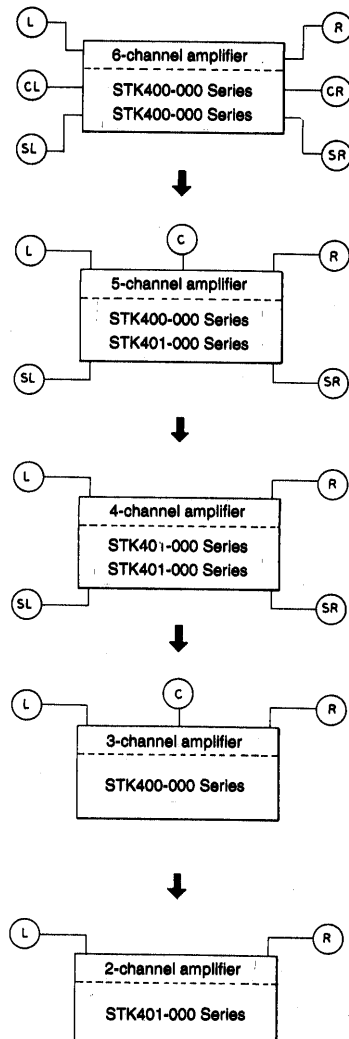 L
R
6-channel amplifier
CL
STK400-000 Series
CR
STK400-000 Series
SL
SR
C
L
R
5-channel amplifier
STK400-000 Series
STK401-000 Series
SL
SR
L
R
4-channel amplifier
STK401-000 Series
STK401-000 Series
SL
SR
C
L
R
3-channel amplifier
STK400-000 Series
L
R
2-channel amplifier
STK401-000 Series